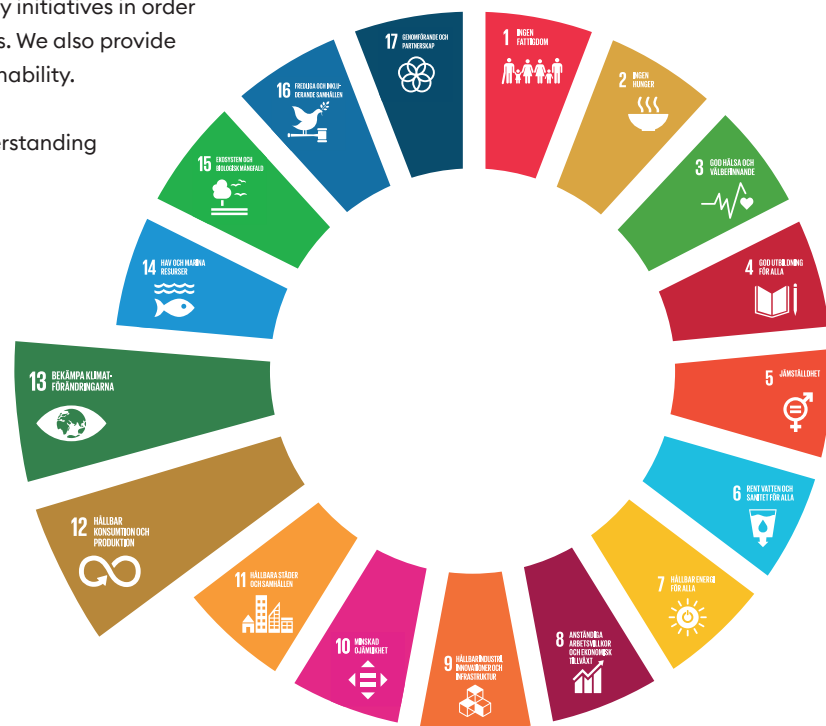 y initiatives in order
s. We also provide
nability.
erstanding
1 INGEN
FATTIGDOM
2 INGEN
HUNGER
3 GOD HÄLSA OCH
VÄLBEFINNANDE
4 GOD UTBILDNING
FÖR ALLA
5 JÄMSTÄLLDHET
6 RENT VATTEN OCH
SANITET FÖR ALLA
7 HÅLLBAR ENERGI
FÖR ALLA
8 ANSTÄNDIGA
ARBETSVILLKOR
OCH EKONOMISK
TILLVÄXT
9 HÅLLBAR INDUSTRI,
INNOVATIONER OCH
INFRASTRUKTUR
10 MINSKAD
OJÄMLIKHET
11 HÅLLBARA STÄDER
OCH SAMHÄLLEN
12 HÅLLBAR
KONSUMTION OCH
PRODUKTION
13 BEKÄMPA KLIMAT-
FÖRÄNDRINGARNA
14 HAV OCH MARINA
RESURSER
15 EKOSYSTEM OCH
BIOLOGISK MÅNGFALD
16 FREDLIGA OCH INKLU-
DERANDE SAMHÄLLEN
17 GENOMFÖRANDE OCH
PARTNERSKAP